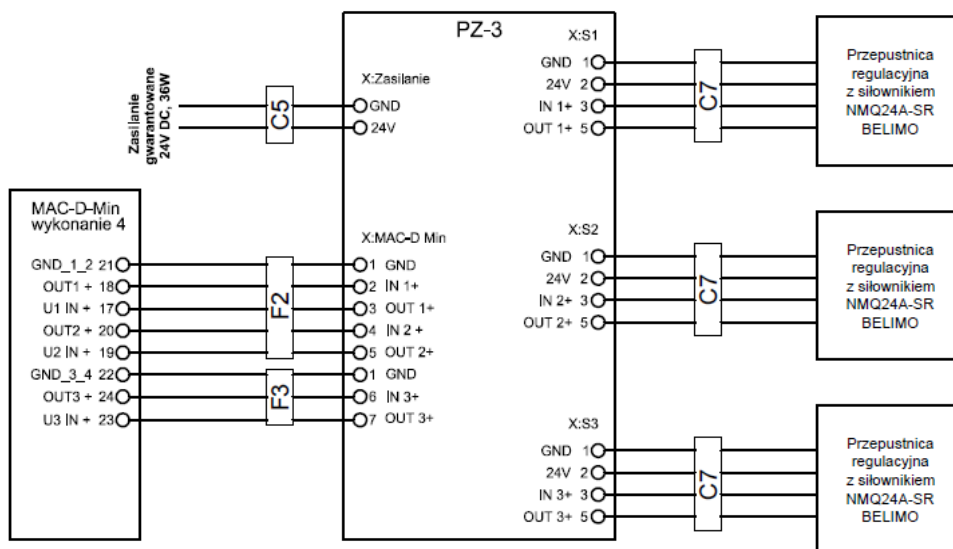 PZ-3
X:Zasilanie
GND
24V
C5
Zasilanie
gwarantowane
24V DC, 36W
MAC-D-Min
wykonanie 4
GND_1_2 21
OUT1 + 18
U1 IN + 17
OUT2 + 20
U2 IN + 19
GND_3_4 22
OUT3 + 24
U3 IN + 23
F2
F3
X:MAC-D Min
1 GND
2 IN 1+
3 OUT 1+
4 IN 2 +
5 OUT 2+
1 GND
6 IN 3+
7 OUT 3+
X:S1
GND 1
24V 2
IN 1+ 3
OUT 1+ 5
C7
Przepustnica
regulacyjna
z siłownikiem
NMQ24A-SR
BELIMO
X:S2
GND 1
24V 2
IN 2+ 3
OUT 2+ 5
C7
Przepustnica
regulacyjna
z siłownikiem
NMQ24A-SR
BELIMO
X:S3
GND 1
24V 2
IN 3+ 3
OUT 3+ 5
C7
Przepustnica
regulacyjna
z siłownikiem
NMQ24A-SR
BELIMO